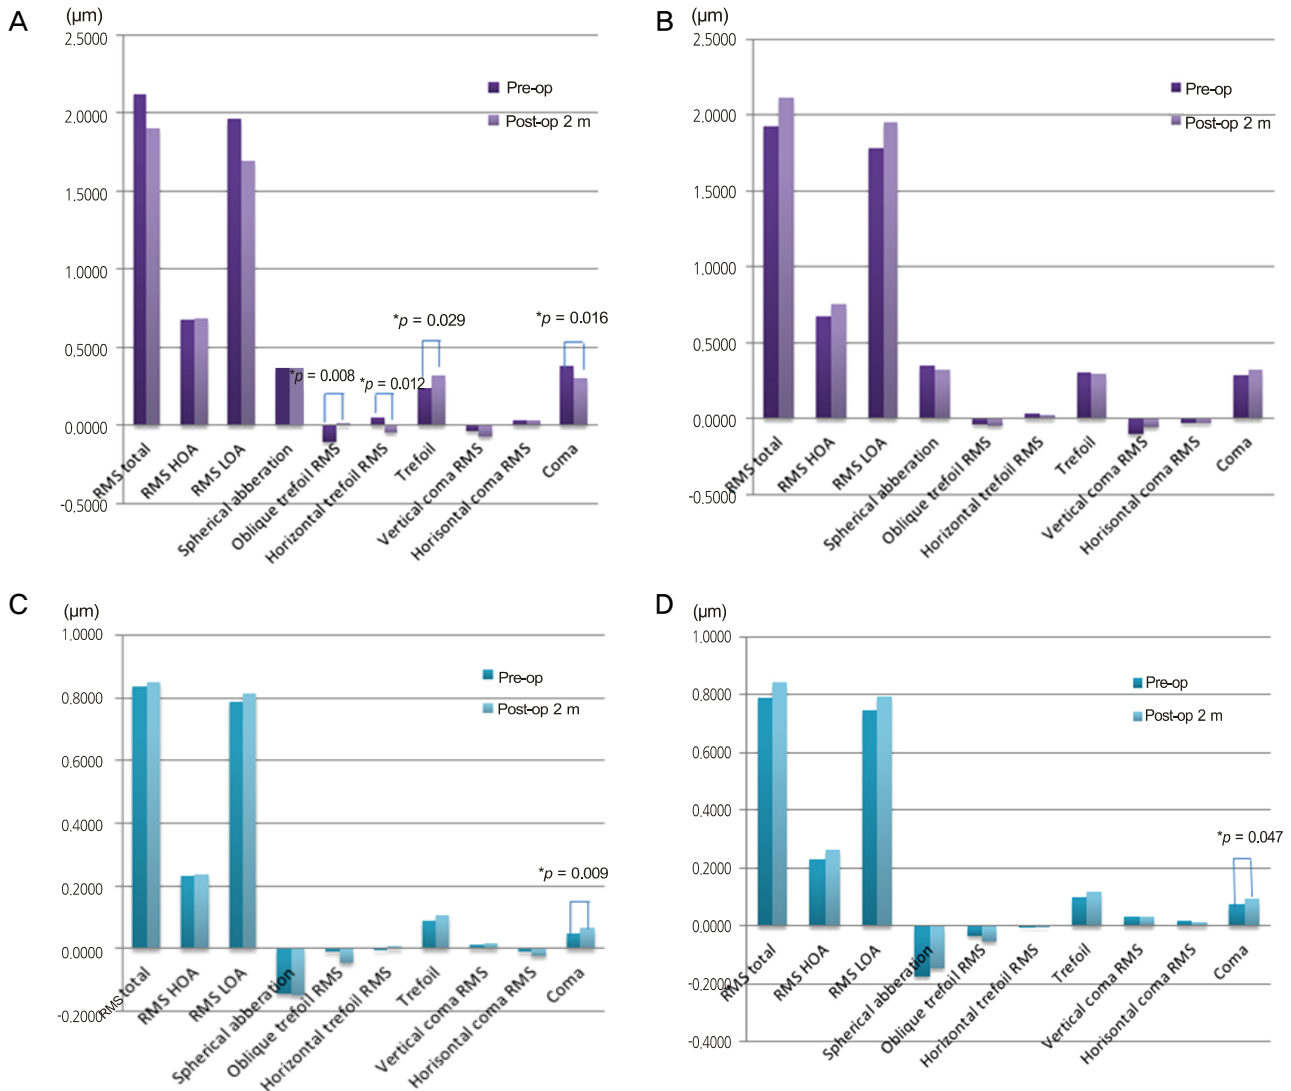 A
(μm)
2.5000
2.0000
1.5000
1.0000
0.5000
0.0000
-0.5000
Pre-op
Post-op 2 m
*p = 0.008
*p = 0.012
*p = 0.029
*p = 0.016
RMS total
RMS HOA
RMS LOA
Spherical abberation
Oblique trefoil RMS
Horizontal trefoil RMS
Trefoil
Vertical coma RMS
Horisontal coma RMS
Coma
B
(μm)
2.5000
2.0000
1.5000
1.0000
0.5000
0.0000
-0.5000
Pre-op
Post-op 2 m
RMS total
RMS HOA
RMS LOA
Spherical abberation
Oblique trefoil RMS
Horizontal trefoil RMS
Trefoil
Vertical coma RMS
Horisontal coma RMS
Coma
C
(μm)
1.0000
0.8000
0.6000
0.4000
0.2000
0.0000
-0.2000
Pre-op
Post-op 2 m
*p = 0.009
RMS total
RMS HOA
RMS LOA
Spherical abberation
Oblique trefoil RMS
Horizontal trefoil RMS
Trefoil
Vertical coma RMS
Horisontal coma RMS
Coma
D
(μm)
1.0000
0.8000
0.6000
0.4000
0.2000
0.0000
-0.2000
-0.4000
Pre-op
Post-op 2 m
*p = 0.047
RMS total
RMS HOA
RMS LOA
Spherical abberation
Oblique trefoil RMS
Horizontal trefoil RMS
Trefoil
Vertical coma RMS
Horisontal coma RMS
Coma